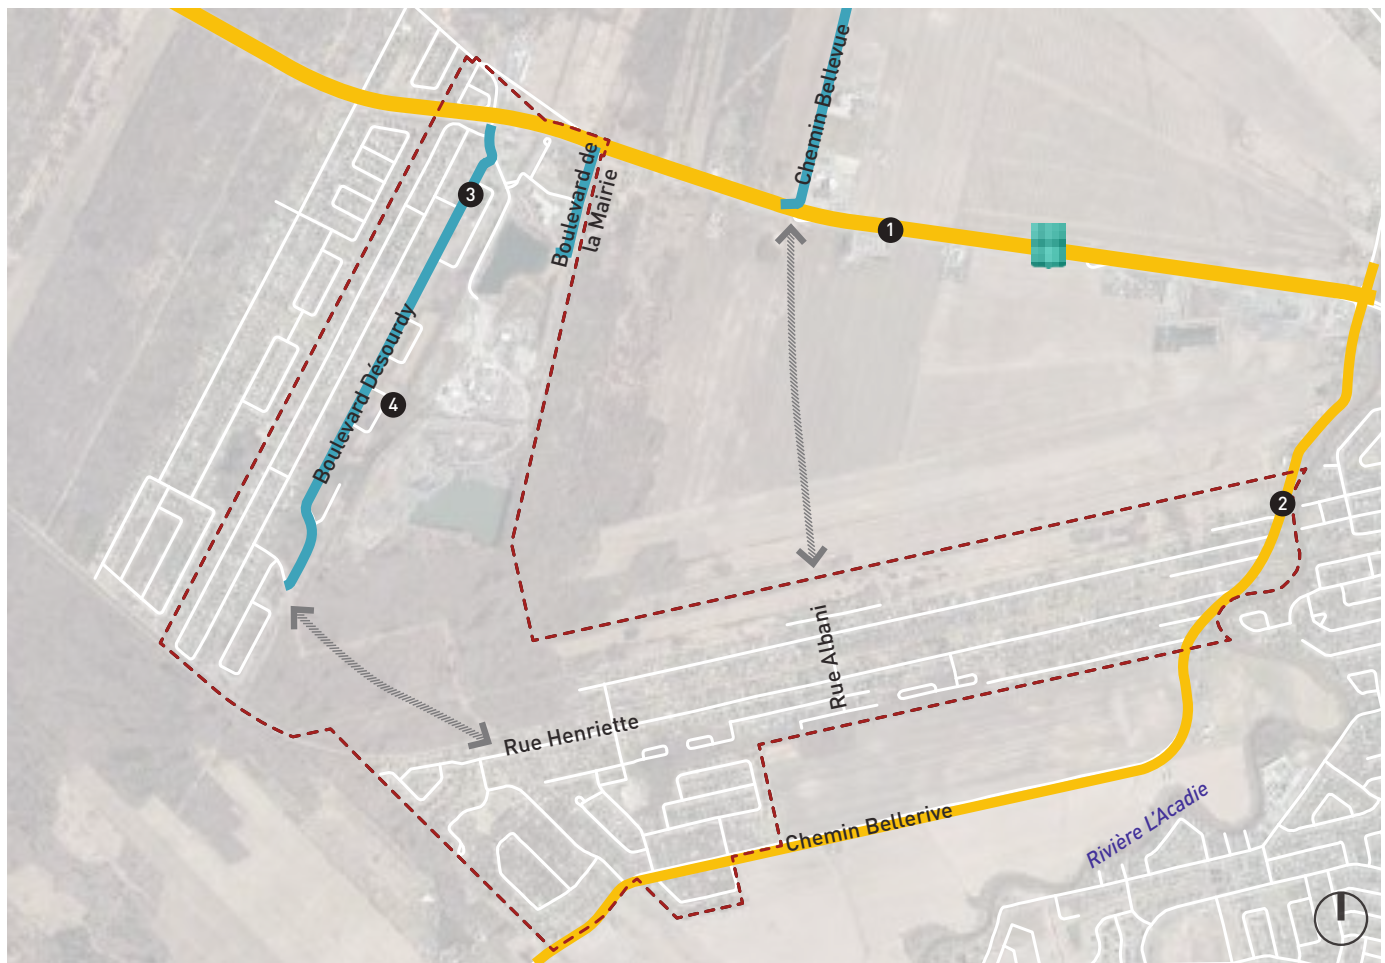 Chemin Bellevue
3
Boulevard de
la Mairie
1
Boulevard Désourdy
4
2
Rue Albani
Rue Henriette
Chemin Bellerive
Rivière L'Acadie